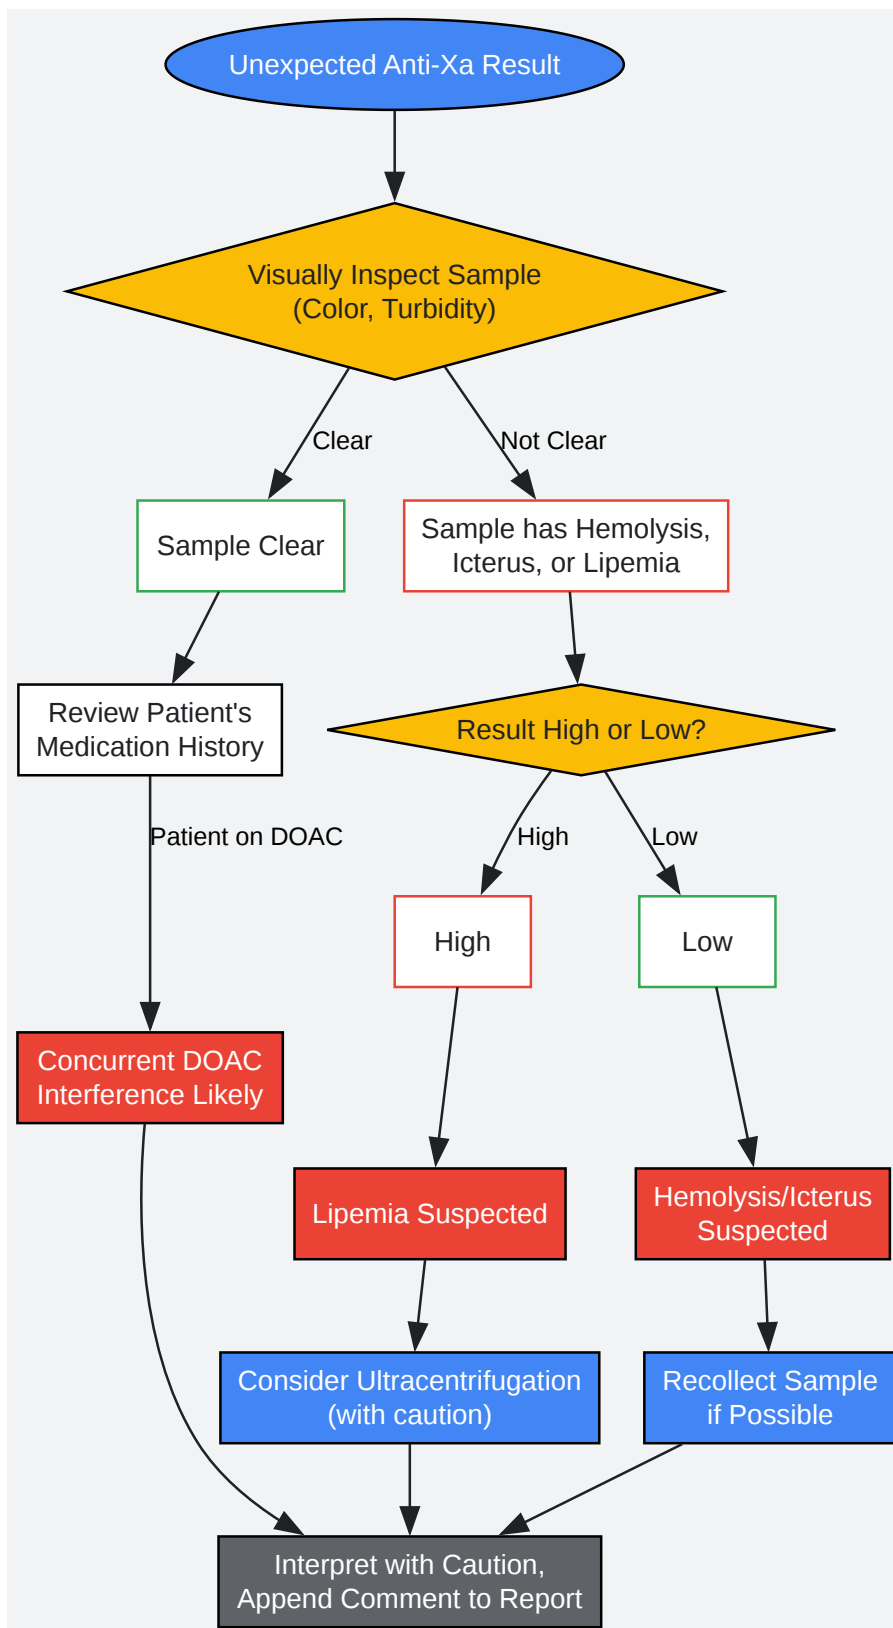 Unexpected Anti-Xa Result
Visually Inspect Sample
(Color, Turbidity)
Clear
Not Clear
Sample Clear
Sample has Hemolysis,
Icterus, or Lipemia
Review Patient's
Medication History
Result High or Low?
Patient on DOAC
High
Low
High
Low
Concurrent DOAC
Interference Likely
Lipemia Suspected
Hemolysis/Icterus
Suspected
Consider Ultracentrifugation
(with caution)
Recollect Sample
if Possible
Interpret with Caution,
Append Comment to Report